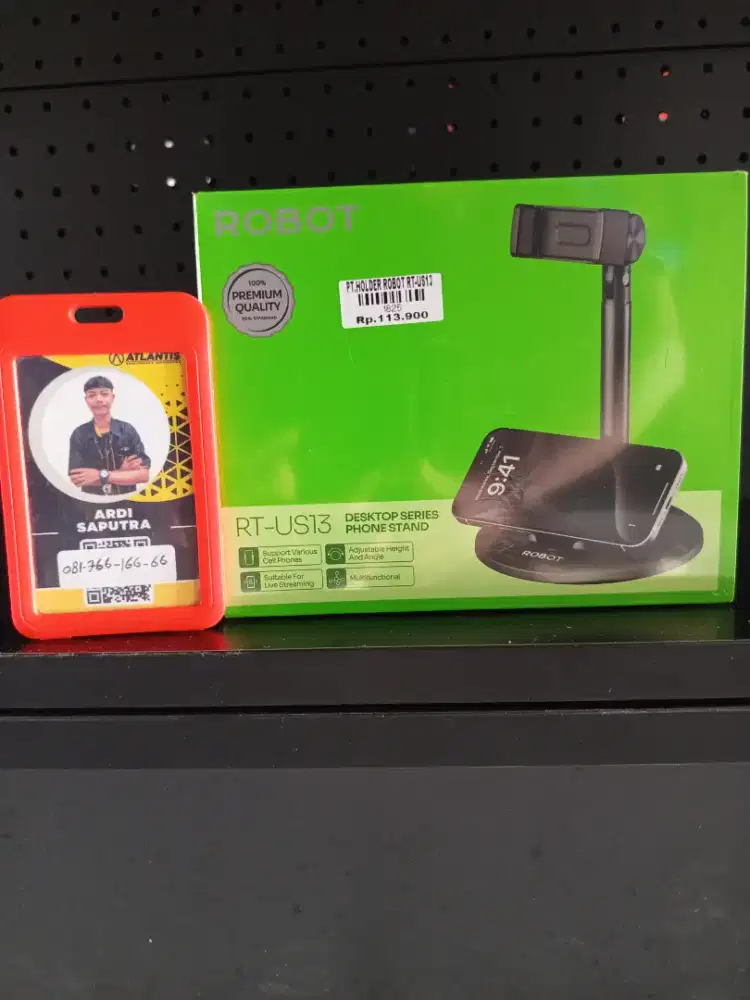 ROBOT
100%
PREMIUM
QUALITY
PT.HOLDER ROBOT RT-US13
1625
Rp.113.900
9:41
RT-US13
DESKTOP SERIES
PHONE STAND
Support Various
Cell Phones
Adjustable Height
And Angle
Suitable For
Live Streaming
Multifunctional
ROBOT
ATLANTIS
ARDI
SAPUTRA
081-766-166-66